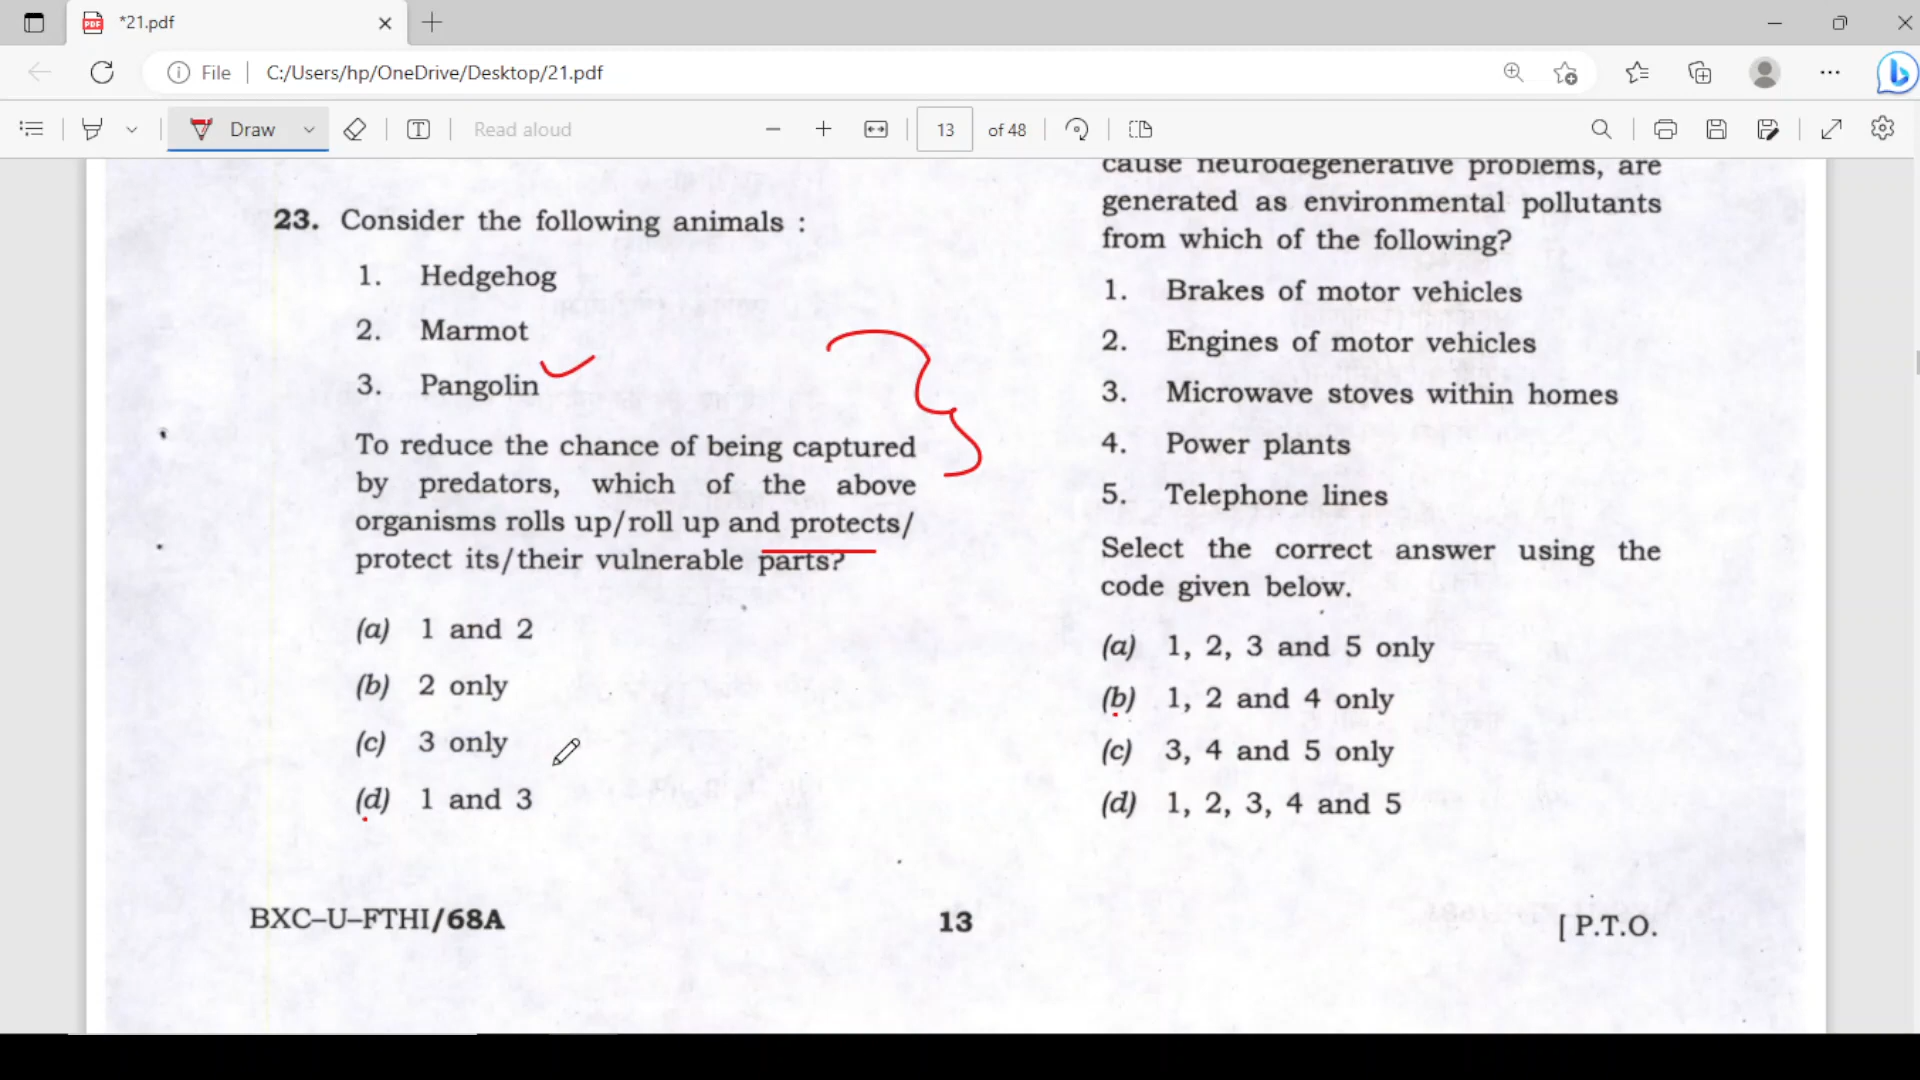 *21.pdf
File
C:/Users/hp/OneDrive/Desktop/21.pdf
Draw
Read aloud
13 of 48
23. Consider the following animals :
1. Hedgehog
2. Marmot
3. Pangolin
To reduce the chance of being captured
by predators, which of the above
organisms rolls up/roll up and protects/
protect its/their vulnerable parts?
(a) 1 and 2
(b) 2 only
(c) 3 only
(d) 1 and 3
cause neurodegenerative problems, are
generated as environmental pollutants
from which of the following?
1. Brakes of motor vehicles
2. Engines of motor vehicles
3. Microwave stoves within homes
4. Power plants
5. Telephone lines
Select the correct answer using the
code given below.
(a) 1, 2, 3 and 5 only
(b) 1, 2 and 4 only
(c) 3, 4 and 5 only
(d) 1, 2, 3, 4 and 5
BXC–U–FTHI/68A
13
[ P.T.O.